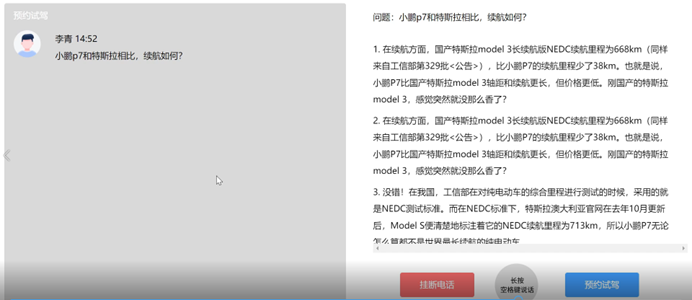 预约试驾
李青 14:52
小鹏p7和特斯拉相比，续航如何?
问题：小鹏p7和特斯拉相比，续航如何?
1. 在续航方面，国产特斯拉model 3长续航版NEDC续航里程为668km（同样
来自工信部第329批<公告>），比小鹏P7的续航里程少了38km。也就是说，
小鹏P7比国产特斯拉model 3轴距和续航更长，但价格更低。刚国产的特斯拉
model 3，感觉突然就没那么香了?
2. 在续航方面，国产特斯拉model 3长续航版NEDC续航里程为668km（同样
来自工信部第329批<公告>），比小鹏P7的续航里程少了38km。也就是说，
小鹏P7比国产特斯拉model 3轴距和续航更长，但价格更低。刚国产的特斯拉
model 3，感觉突然就没那么香了?
3. 没错！在我国，工信部在对纯电动车的综合里程进行测试的时候，采用的就
是NEDC测试标准。而在NEDC标准下，特斯拉澳大利亚官网在去年10月更新
后，Model S便清楚地标注着它的NEDC续航里程为713km，所以小鹏P7无论
怎么算都不是世界最长续航的纯电动车
挂断电话
长按
空格键说话
预约试驾